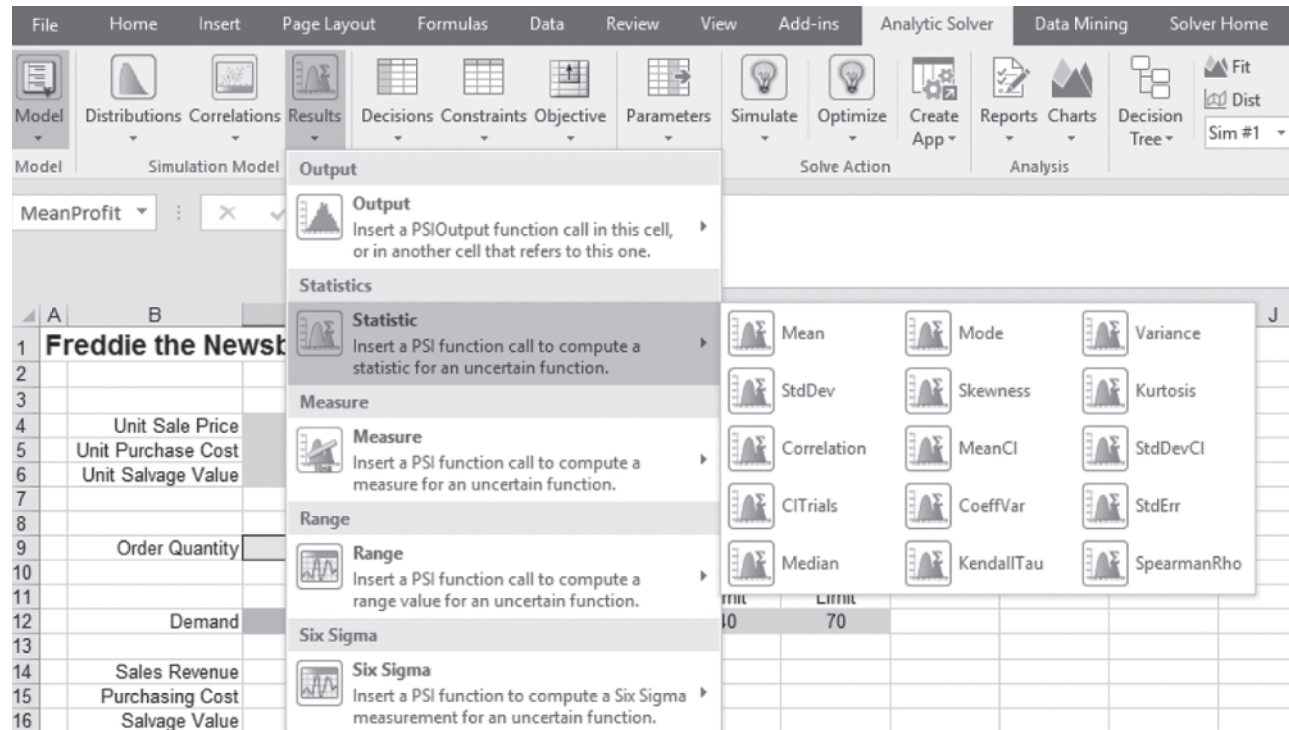 File Home Insert Page Layout Formulas Data Review View Add-ins Analytic Solver Data Mining Solver Home
Model Distributions Correlations Results Decisions Constraints Objective Parameters Simulate Optimize Create App Reports Charts Decision Tree Fit
Dist
Sim #1
Model Simulation Model Solve Action Analysis
MeanProfit
Output
Output
Insert a PSIOutput function call in this cell,
or in another cell that refers to this one.
Statistics
Statistic
Insert a PSI function call to compute a
statistic for an uncertain function.
Measure
Measure
Insert a PSI function call to compute a
measure for an uncertain function.
Range
Range
Insert a PSI function call to compute a
range value for an uncertain function.
Six Sigma
Six Sigma
Insert a PSI function to compute a Six Sigma
measurement for an uncertain function.
Mean Mode Variance
StdDev Skewness Kurtosis
Correlation MeanCI StdDevCI
CITrials CoeffVar StdErr
Median KendallTau SpearmanRho
A B J
1 Freddie the Newsb
2
3
4 Unit Sale Price
5 Unit Purchase Cost
6 Unit Salvage Value
7
8
9 Order Quantity
10
11 Limit
12 Demand 70
13
14 Sales Revenue
15 Purchasing Cost
16 Salvage Value